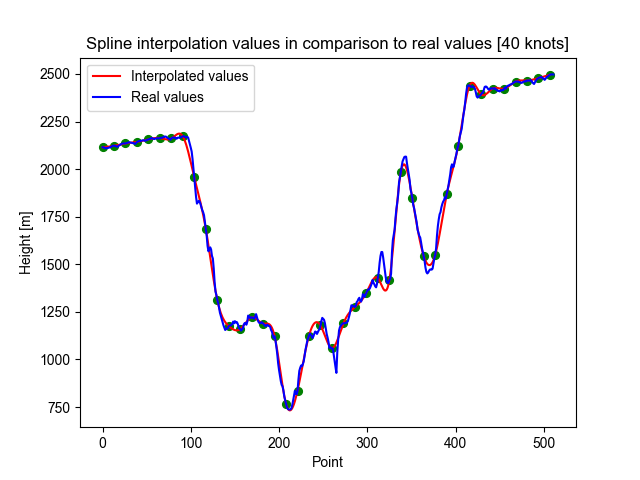 Spline interpolation values in comparison to real values [40 knots]
Interpolated values
Real values
Height [m]
2500
2250
2000
1750
1500
1250
1000
750
0 100 200 300 400 500
Point